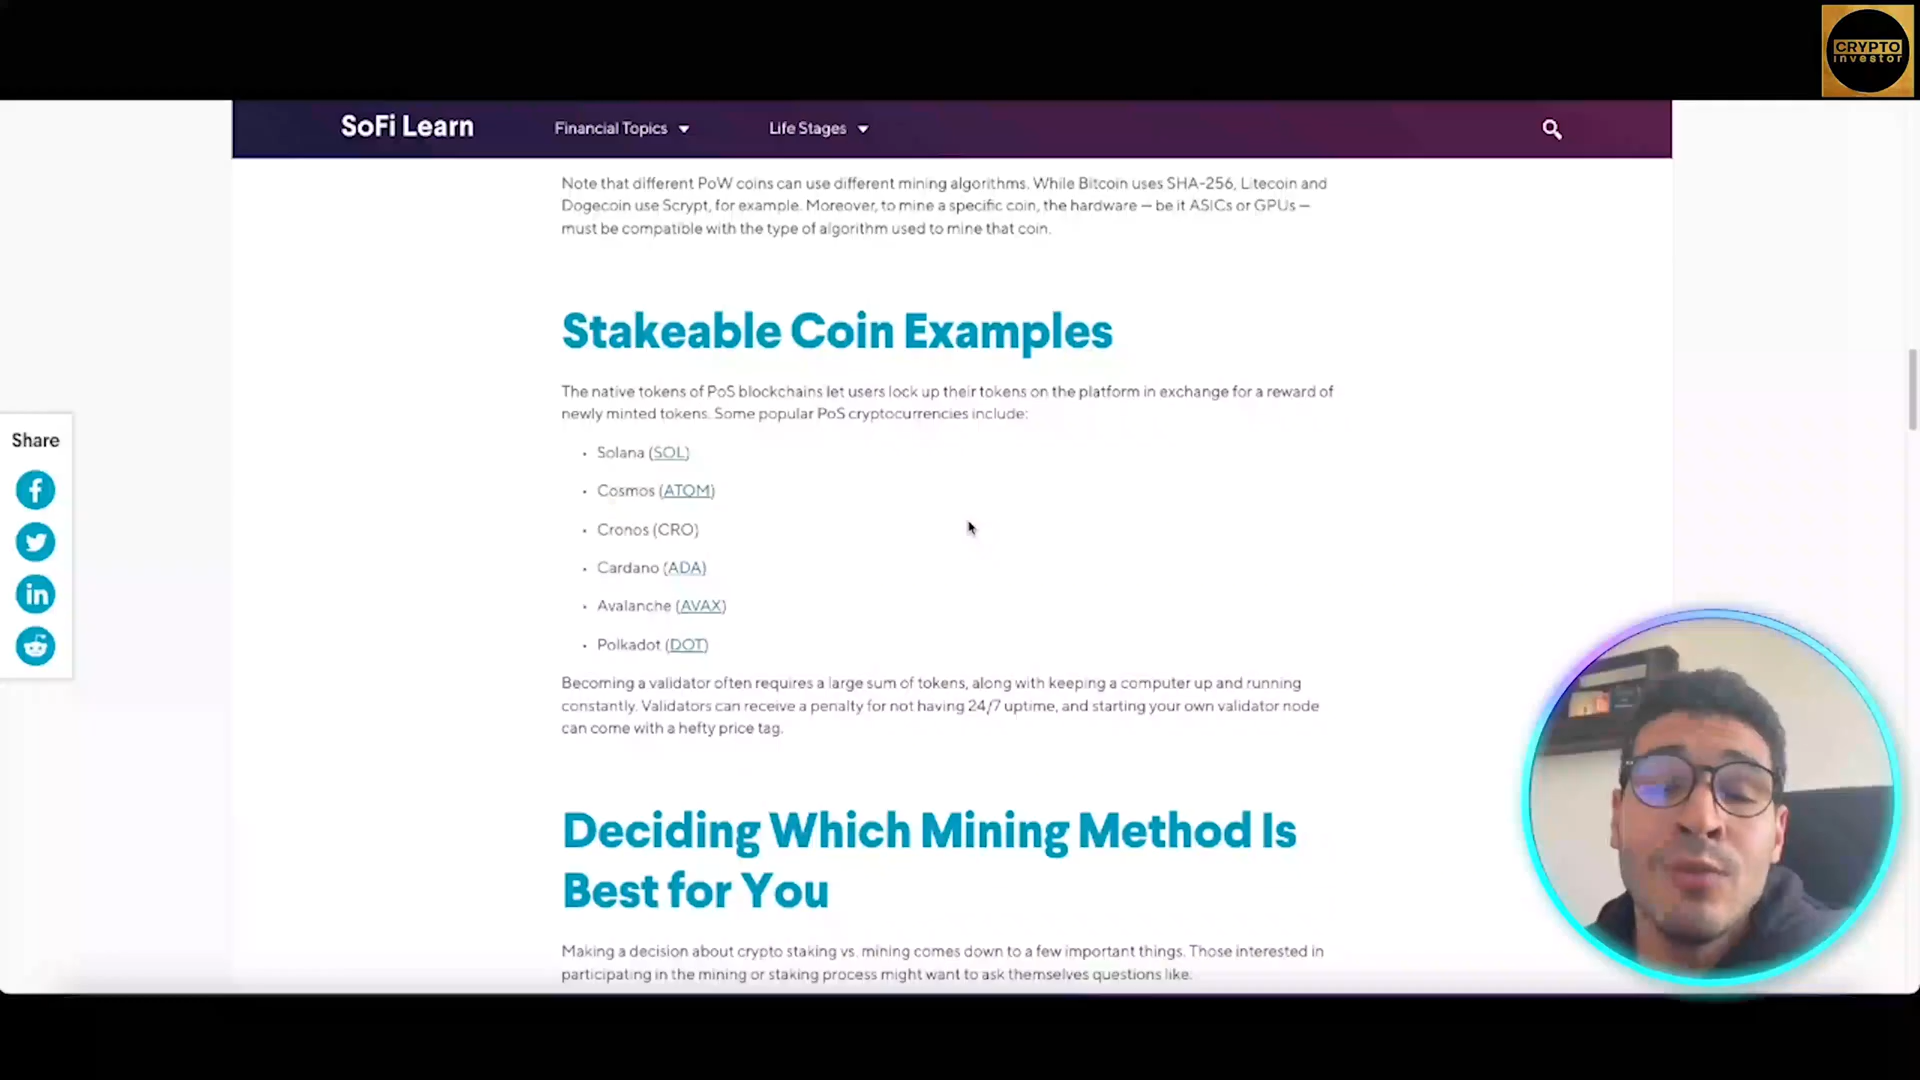 CRYPTO
investor
SoFi Learn
Financial Topics
Life Stages
Note that different PoW coins can use different mining algorithms. While Bitcoin uses SHA-256, Litecoin and
Dogecoin use Scrypt, for example. Moreover, to mine a specific coin, the hardware — be it ASICs or GPUs —
must be compatible with the type of algorithm used to mine that coin.
Stakeable Coin Examples
The native tokens of PoS blockchains let users lock up their tokens on the platform in exchange for a reward of
newly minted tokens. Some popular PoS cryptocurrencies include:
Share
• Solana (SOL)
• Cosmos (ATOM)
• Cronos (CRO)
• Cardano (ADA)
• Avalanche (AVAX)
• Polkadot (DOT)
Becoming a validator often requires a large sum of tokens, along with keeping a computer up and running
constantly. Validators can receive a penalty for not having 24/7 uptime, and starting your own validator node
can come with a hefty price tag.
Deciding Which Mining Method Is
Best for You
Making a decision about crypto staking vs. mining comes down to a few important things. Those interested in
participating in the mining or staking process might want to ask themselves questions like.